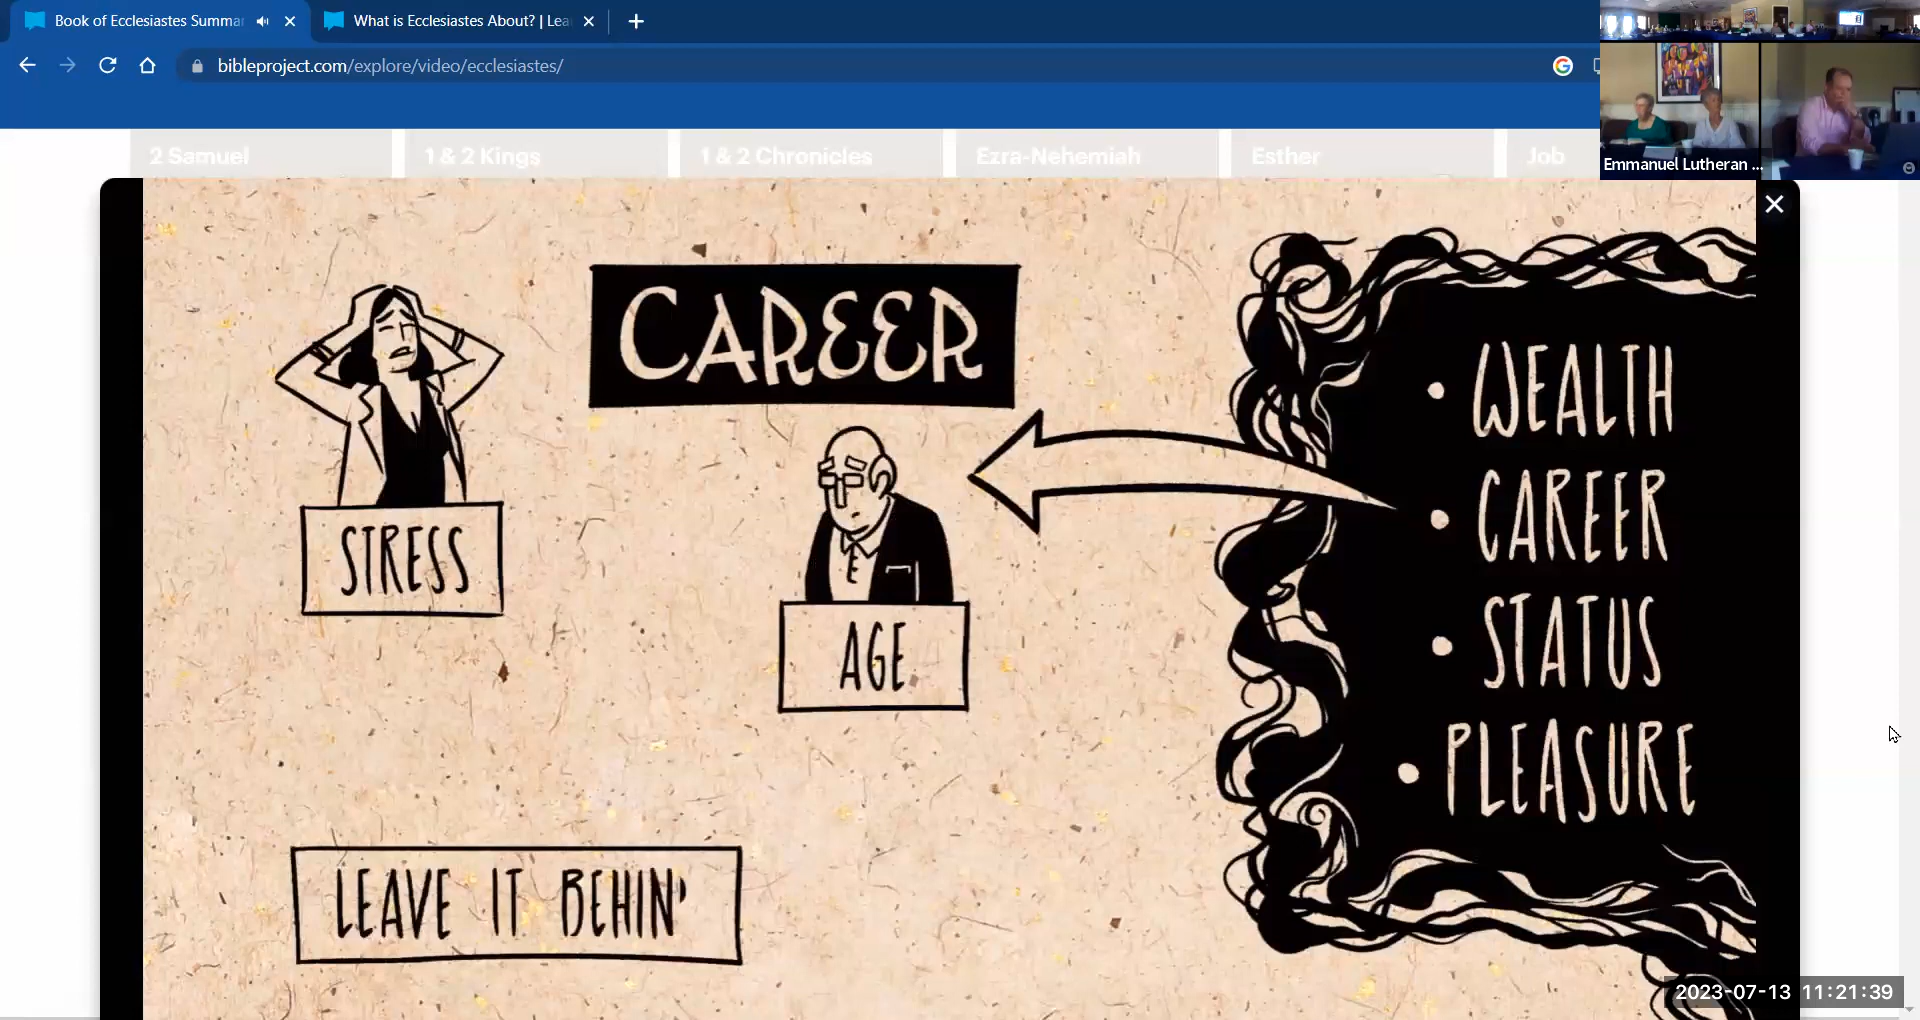 Book of Ecclesiastes Summa
What is Ecclesiastes About? | Lea
bibleproject.com/explore/video/ecclesiastes/
Emmanuel Lutheran ...
2 Samuel
1 & 2 Kings
1 & 2 Chronicles
Ezra-Nehemiah
Esther
Job
CAREER
STRESS
AGE
LEAVE IT BEHIN'
• WEALTH
• CAREER
• STATUS
• PLEASURE
2023-07-13 11:21:39